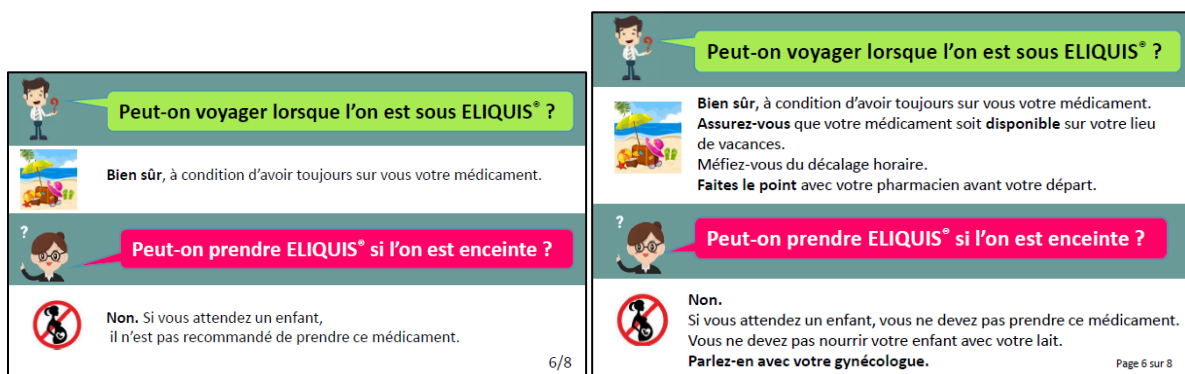 Peut-on voyager lorsque l'on est sous ELIQUIS® ?
Bien sûr, à condition d'avoir toujours sur vous votre médicament.
?
Peut-on prendre ELIQUIS® si l'on est enceinte ?
Non. Si vous attendez un enfant,
il n'est pas recommandé de prendre ce médicament.
6/8
Peut-on voyager lorsque l'on est sous ELIQUIS® ?
Bien sûr, à condition d'avoir toujours sur vous votre médicament.
Assurez-vous que votre médicament soit disponible sur votre lieu
de vacances.
Méfiez-vous du décalage horaire.
Faites le point avec votre pharmacien avant votre départ.
?
Peut-on prendre ELIQUIS® si l'on est enceinte ?
Non.
Si vous attendez un enfant, vous ne devez pas prendre ce médicament.
Vous ne devez pas nourrir votre enfant avec votre lait.
Parlez-en avec votre gynécologue.
Page 6 sur 8